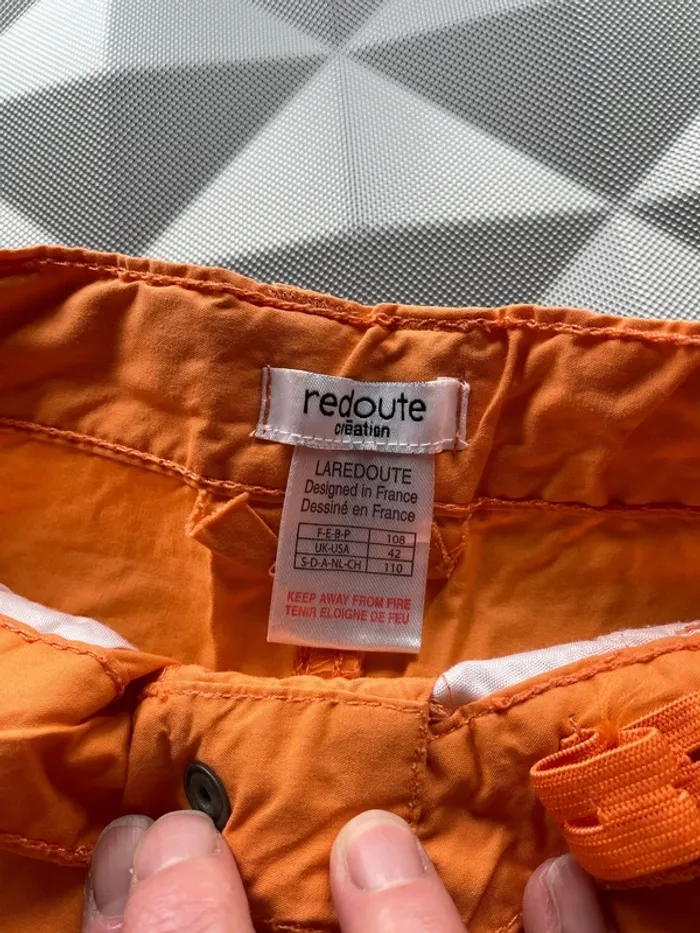 redoute
création
LAREDOUTE
Designed in France
Dessiné en France
F-E-B-P 108
UK-USA 42
S-D-A-NL-CH 110
KEEP AWAY FROM FIRE
TENIR ELOIGNE DE FEU